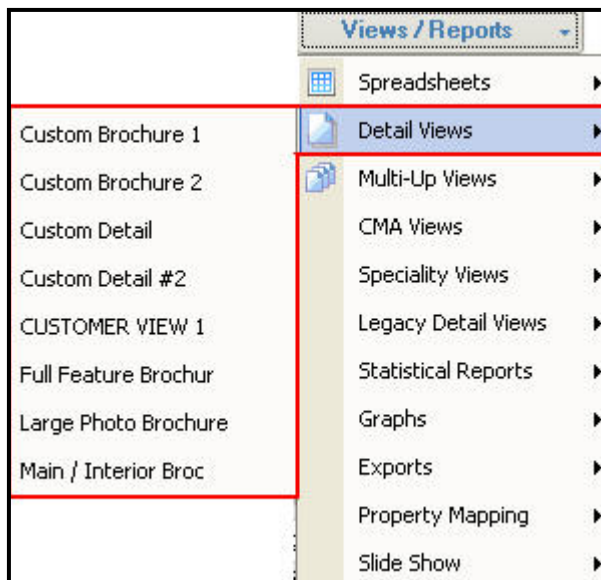 Views / Reports
Spreadsheets
Detail Views
Multi-Up Views
CMA Views
Speciality Views
Legacy Detail Views
Statistical Reports
Graphs
Exports
Property Mapping
Slide Show
Custom Brochure 1
Custom Brochure 2
Custom Detail
Custom Detail #2
CUSTOMER VIEW 1
Full Feature Brochur
Large Photo Brochure
Main / Interior Broc